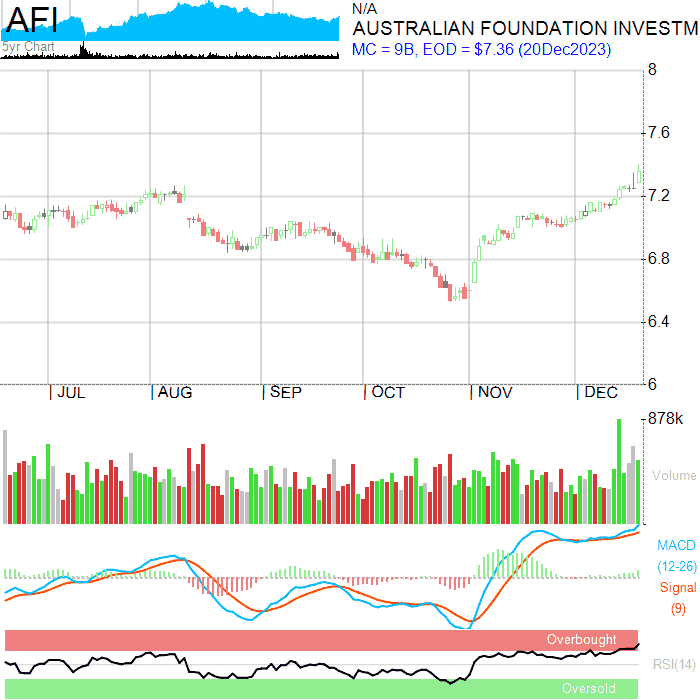 AFI
5yr Chart
N/A
AUSTRALIAN FOUNDATION INVESTM
MC = 9B, EOD = $7.36 (20Dec2023)
8
7.6
7.2
6.8
6.4
6
JUL AUG SEP OCT NOV DEC
878k
Volume
MACD
(12-26)
Signal
(9)
Overbought
RSI(14)
Oversold